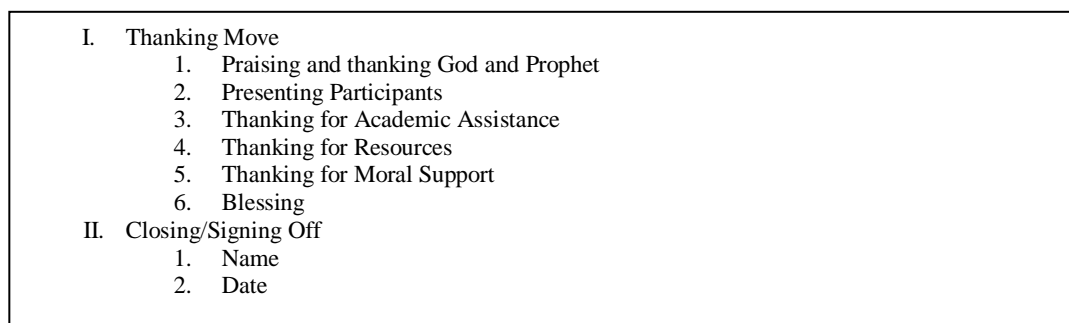 I. Thanking Move
1. Praising and thanking God and Prophet
2. Presenting Participants
3. Thanking for Academic Assistance
4. Thanking for Resources
5. Thanking for Moral Support
6. Blessing
II. Closing/Signing Off
1. Name
2. Date